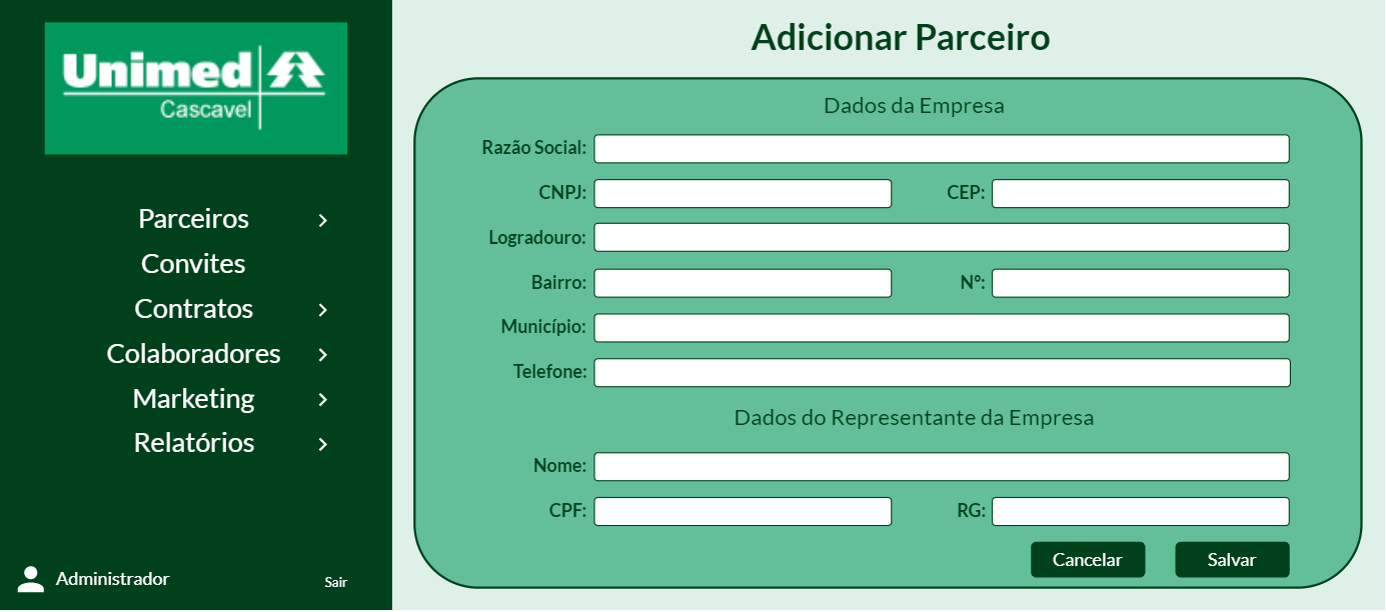 Unimed
Cascavel
Parceiros
Convites
Contratos
Colaboradores
Marketing
Relatórios
Administrador
Sair
Adicionar Parceiro
Dados da Empresa
Razão Social:
CNPJ: CEP:
Logradouro:
Bairro: Nº:
Município:
Telefone:
Dados do Representante da Empresa
Nome:
CPF: RG:
Cancelar Salvar